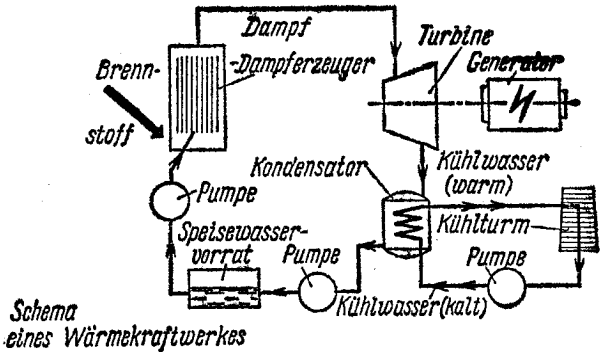 Dampf
Turbine
Generator
Brenn-
stoff
-Dampferzeuger
Kondensator
Kühlwasser
(warm)
Pumpe
Kühlturm
Speisewasser-
vorrat
Pumpe
Pumpe
Kühlwasser(kalt)
Schema
eines Wärmekraftwerkes